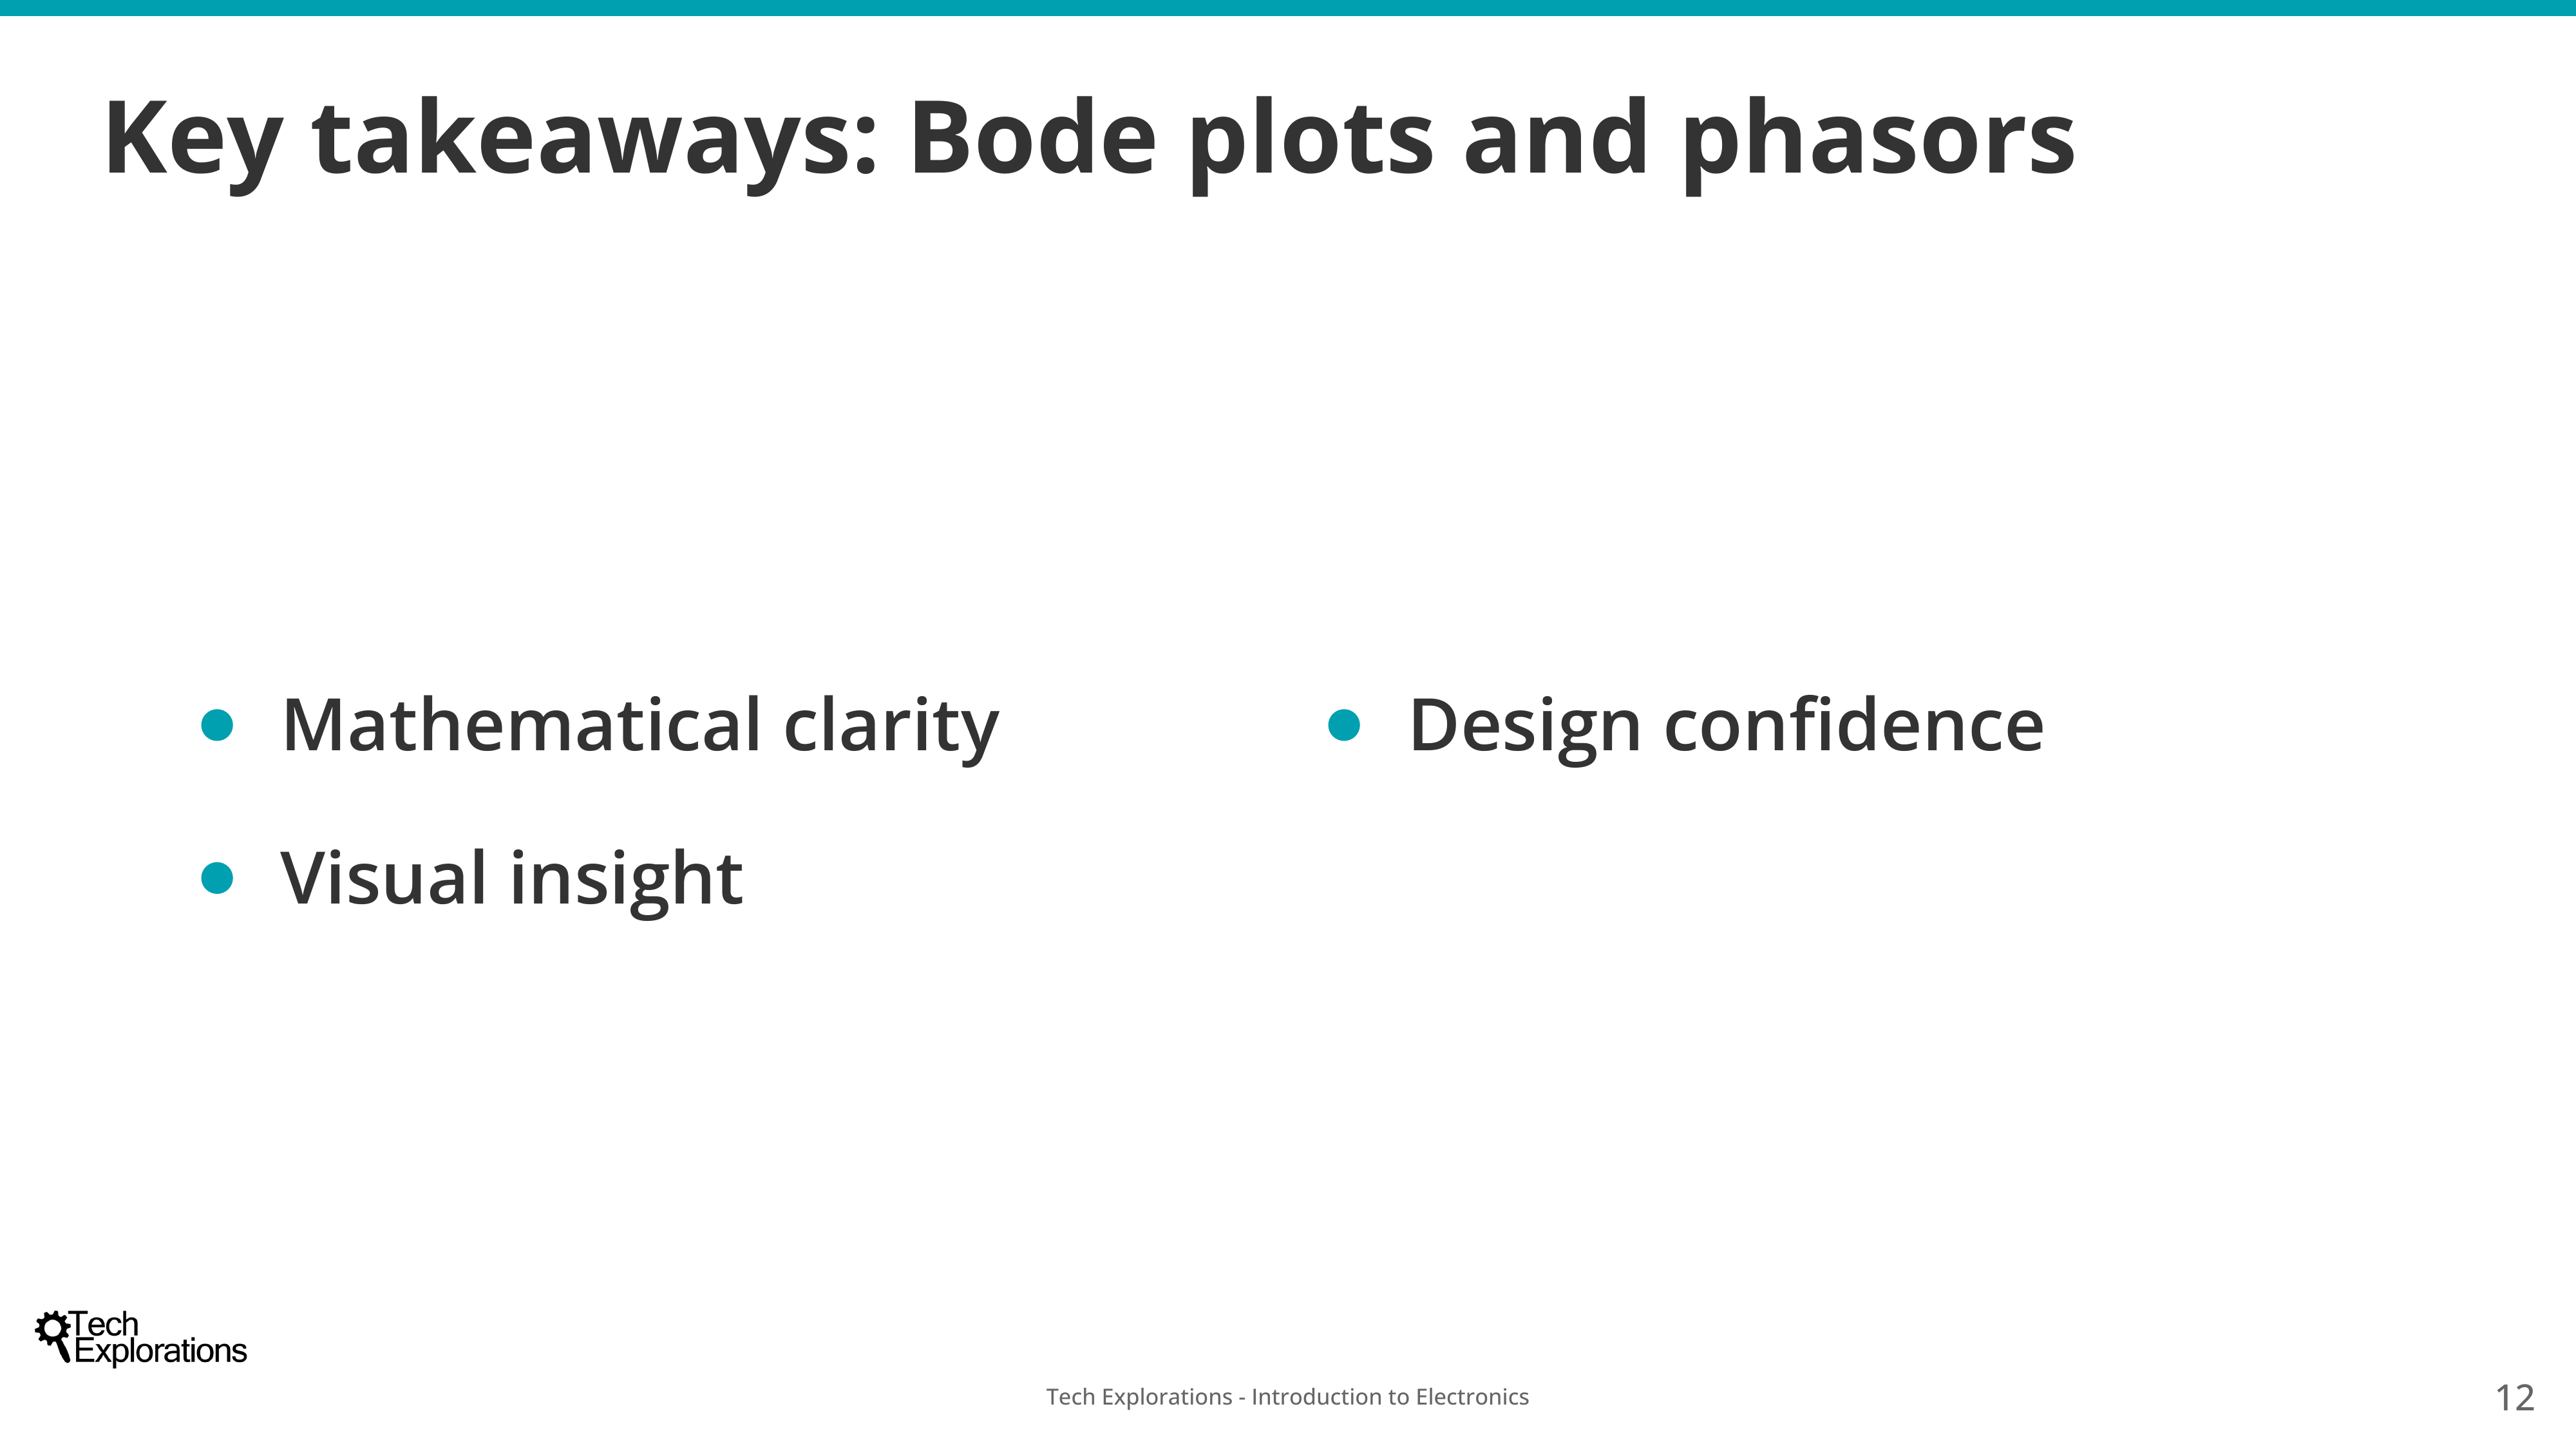 Key takeaways: Bode plots and phasors
Mathematical clarity
Visual insight
Design confidence
Tech
Explorations
Tech Explorations - Introduction to Electronics
12